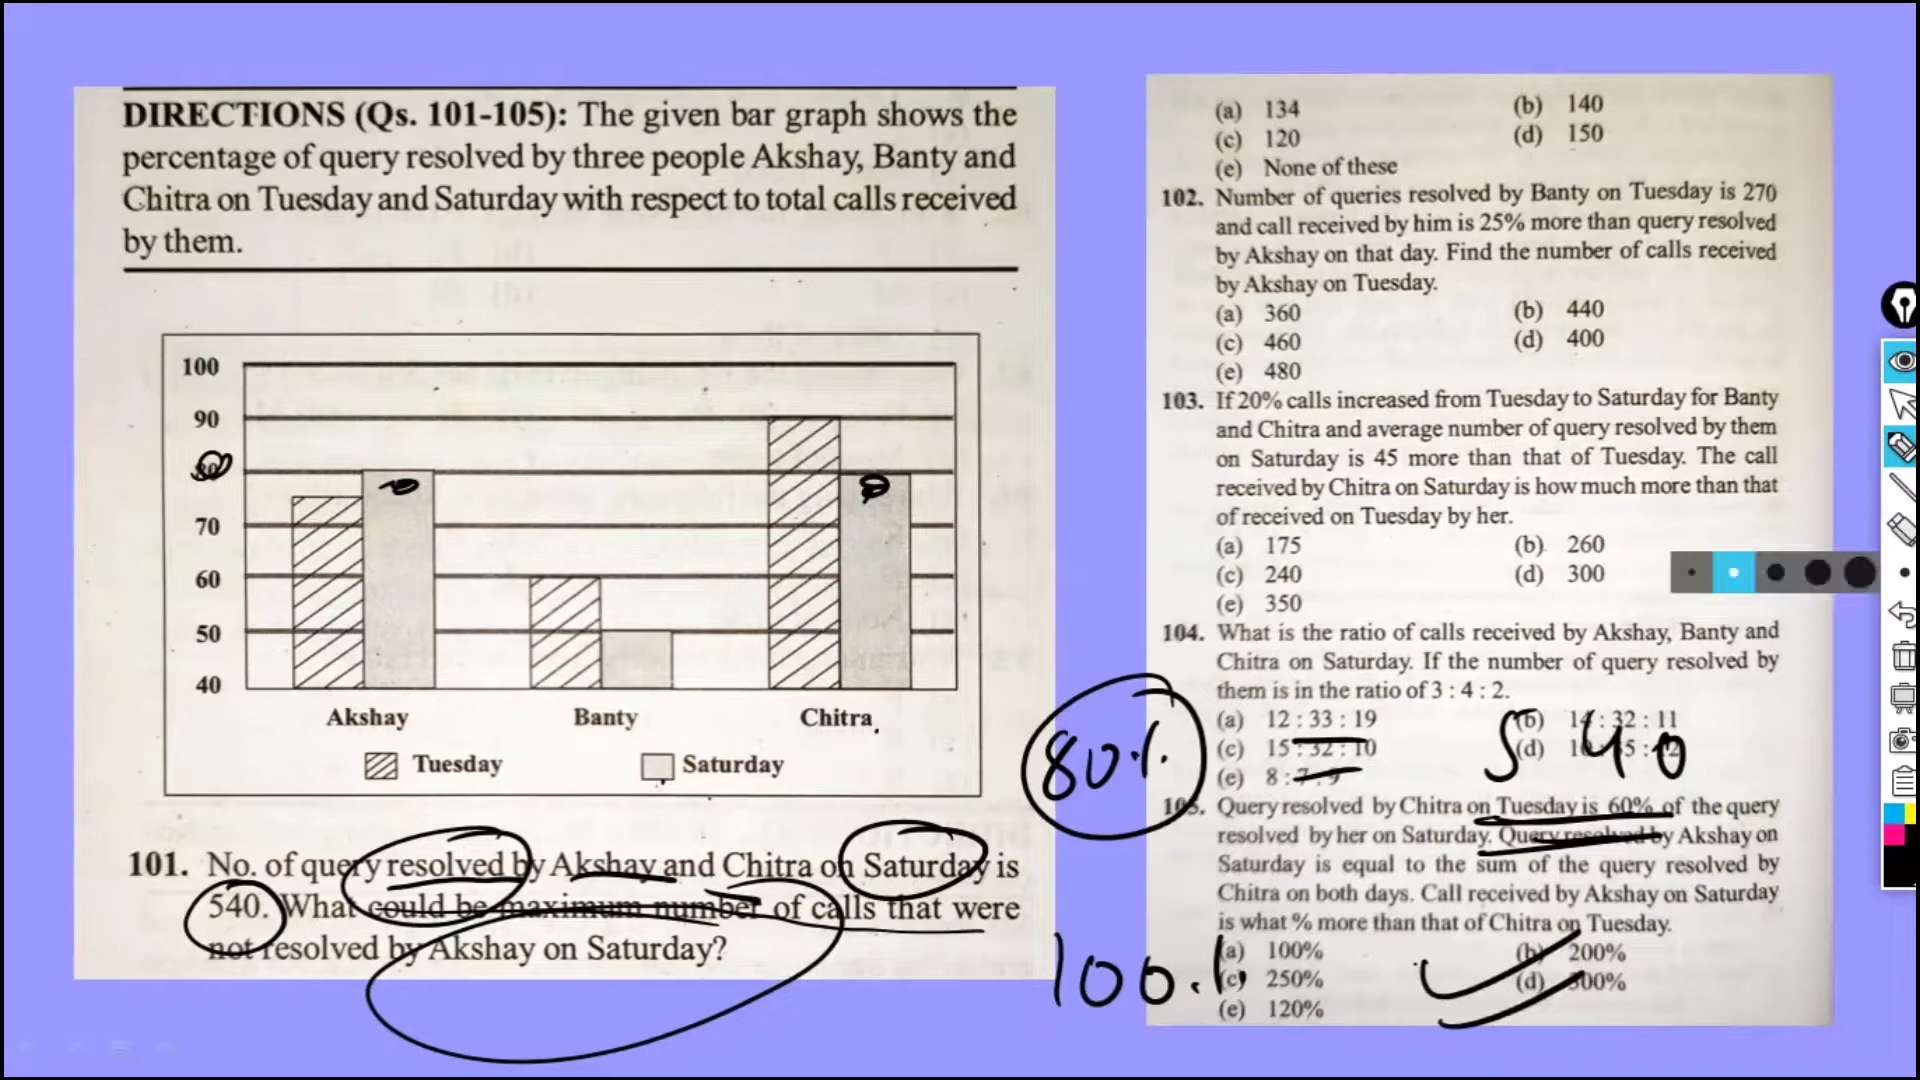 DIRECTIONS (Qs. 101-105): The given bar graph shows the
percentage of query resolved by three people Akshay, Banty and
Chitra on Tuesday and Saturday with respect to total calls received
by them.
100
90
80
70
60
50
40
Akshay Banty Chitra
Tuesday Saturday
101. No. of query resolved by Akshay and Chitra on Saturday is
540. What could be maximum number of calls that were
not resolved by Akshay on Saturday?
80%
100%
(a) 134 (b) 140
(c) 120 (d) 150
(e) None of these
102. Number of queries resolved by Banty on Tuesday is 270
and call received by him is 25% more than query resolved
by Akshay on that day. Find the number of calls received
by Akshay on Tuesday.
(a) 360 (b) 440
(c) 460 (d) 400
(e) 480
103. If 20% calls increased from Tuesday to Saturday for Banty
and Chitra and average number of query resolved by them
on Saturday is 45 more than that of Tuesday. The call
received by Chitra on Saturday is how much more than that
of received on Tuesday by her.
(a) 175 (b) 260
(c) 240 (d) 300
(e) 350
104. What is the ratio of calls received by Akshay, Banty and
Chitra on Saturday. If the number of query resolved by
them is in the ratio of 3 : 4 : 2.
(a) 12 : 33 : 19 (b) 14 : 32 : 11
(c) 15 : 32 : 10 (d)
(e) 8 : 7 : 9
540
105. Query resolved by Chitra on Tuesday is 60% of the query
resolved by her on Saturday. Query resolved by Akshay on
Saturday is equal to the sum of the query resolved by
Chitra on both days. Call received by Akshay on Saturday
is what % more than that of Chitra on Tuesday.
(a) 100% (b) 200%
(c) 250% (d) 300%
(e) 120%